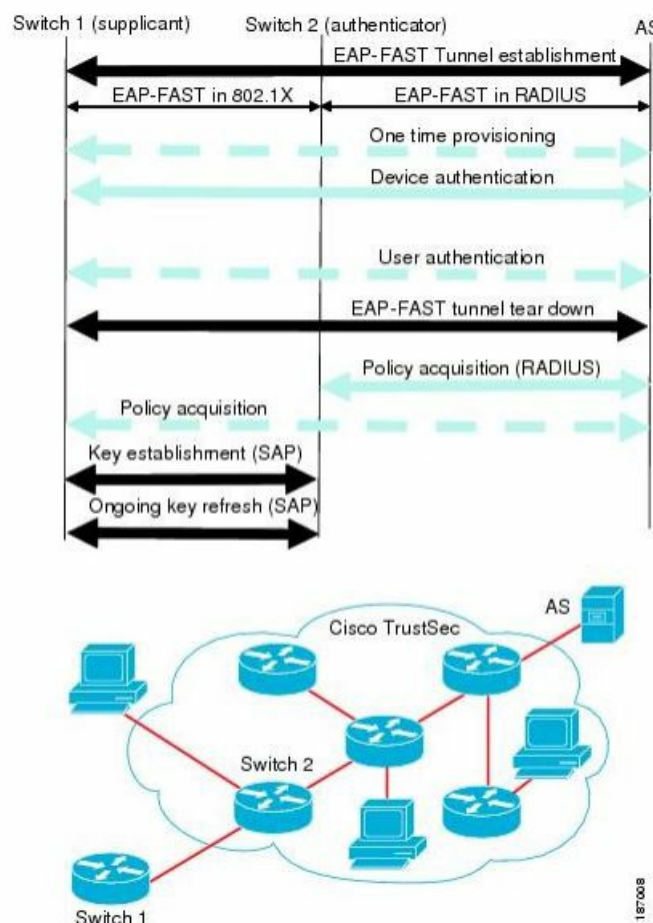 Switch 1 (supplicant) Switch 2 (authenticator) AS
EAP-FAST Tunnel establishment
EAP-FAST in 802.1X EAP-FAST in RADIUS
One time provisioning
Device authentication
User authentication
EAP-FAST tunnel tear down
Policy acquisition (RADIUS)
Policy acquisition
Key establishment (SAP)
Ongoing key refresh (SAP)
AS
Cisco TrustSec
Switch 2
Switch 1
187008